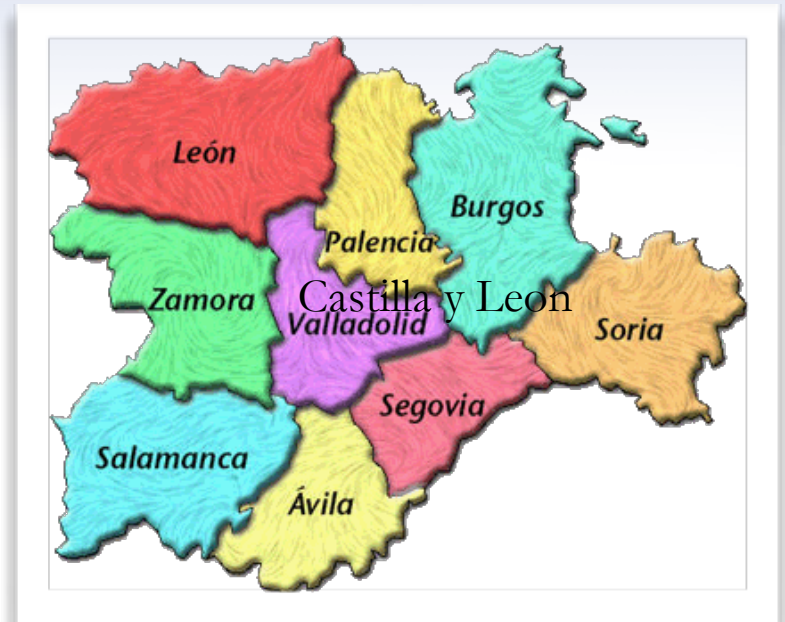 León
Burgos
Palencia
Zamora
Castilla y Leon
Valladolid
Soria
Segovia
Salamanca
Ávila